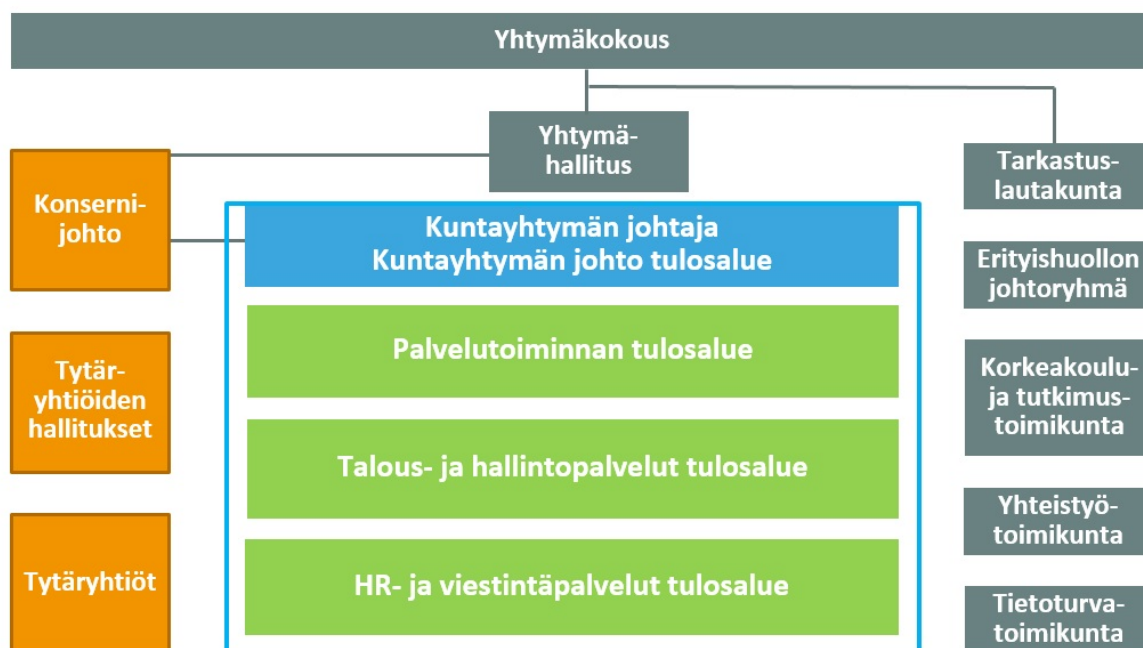 Yhtymäkokous
Yhtymä-
hallitus
Konserni-
johto
Tytär-
yhtiöiden
hallitukset
Tytäryhtiöt
Kuntayhtymän johtaja
Kuntayhtymän johto tulosalue
Palvelutoiminnan tulosalue
Talous- ja hallintopalvelut tulosalue
HR- ja viestintäpalvelut tulosalue
Tarkastus-
lautakunta
Erityishuollon
johtoryhmä
Korkeakoulu-
ja tutkimus-
toimikunta
Yhteistyö-
toimikunta
Tietoturva-
toimikunta